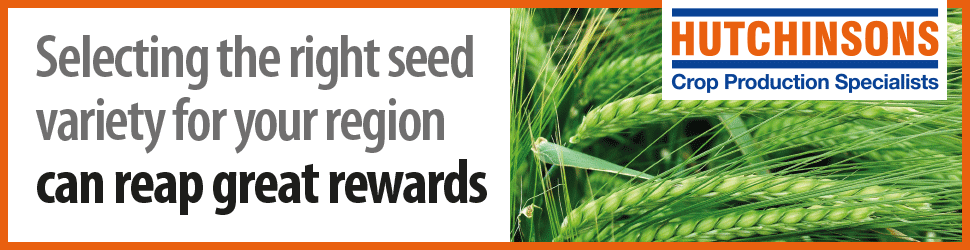 Selecting the right seed
variety for your region
can reap great rewards
HUTCHINSONS
Crop Production Specialists